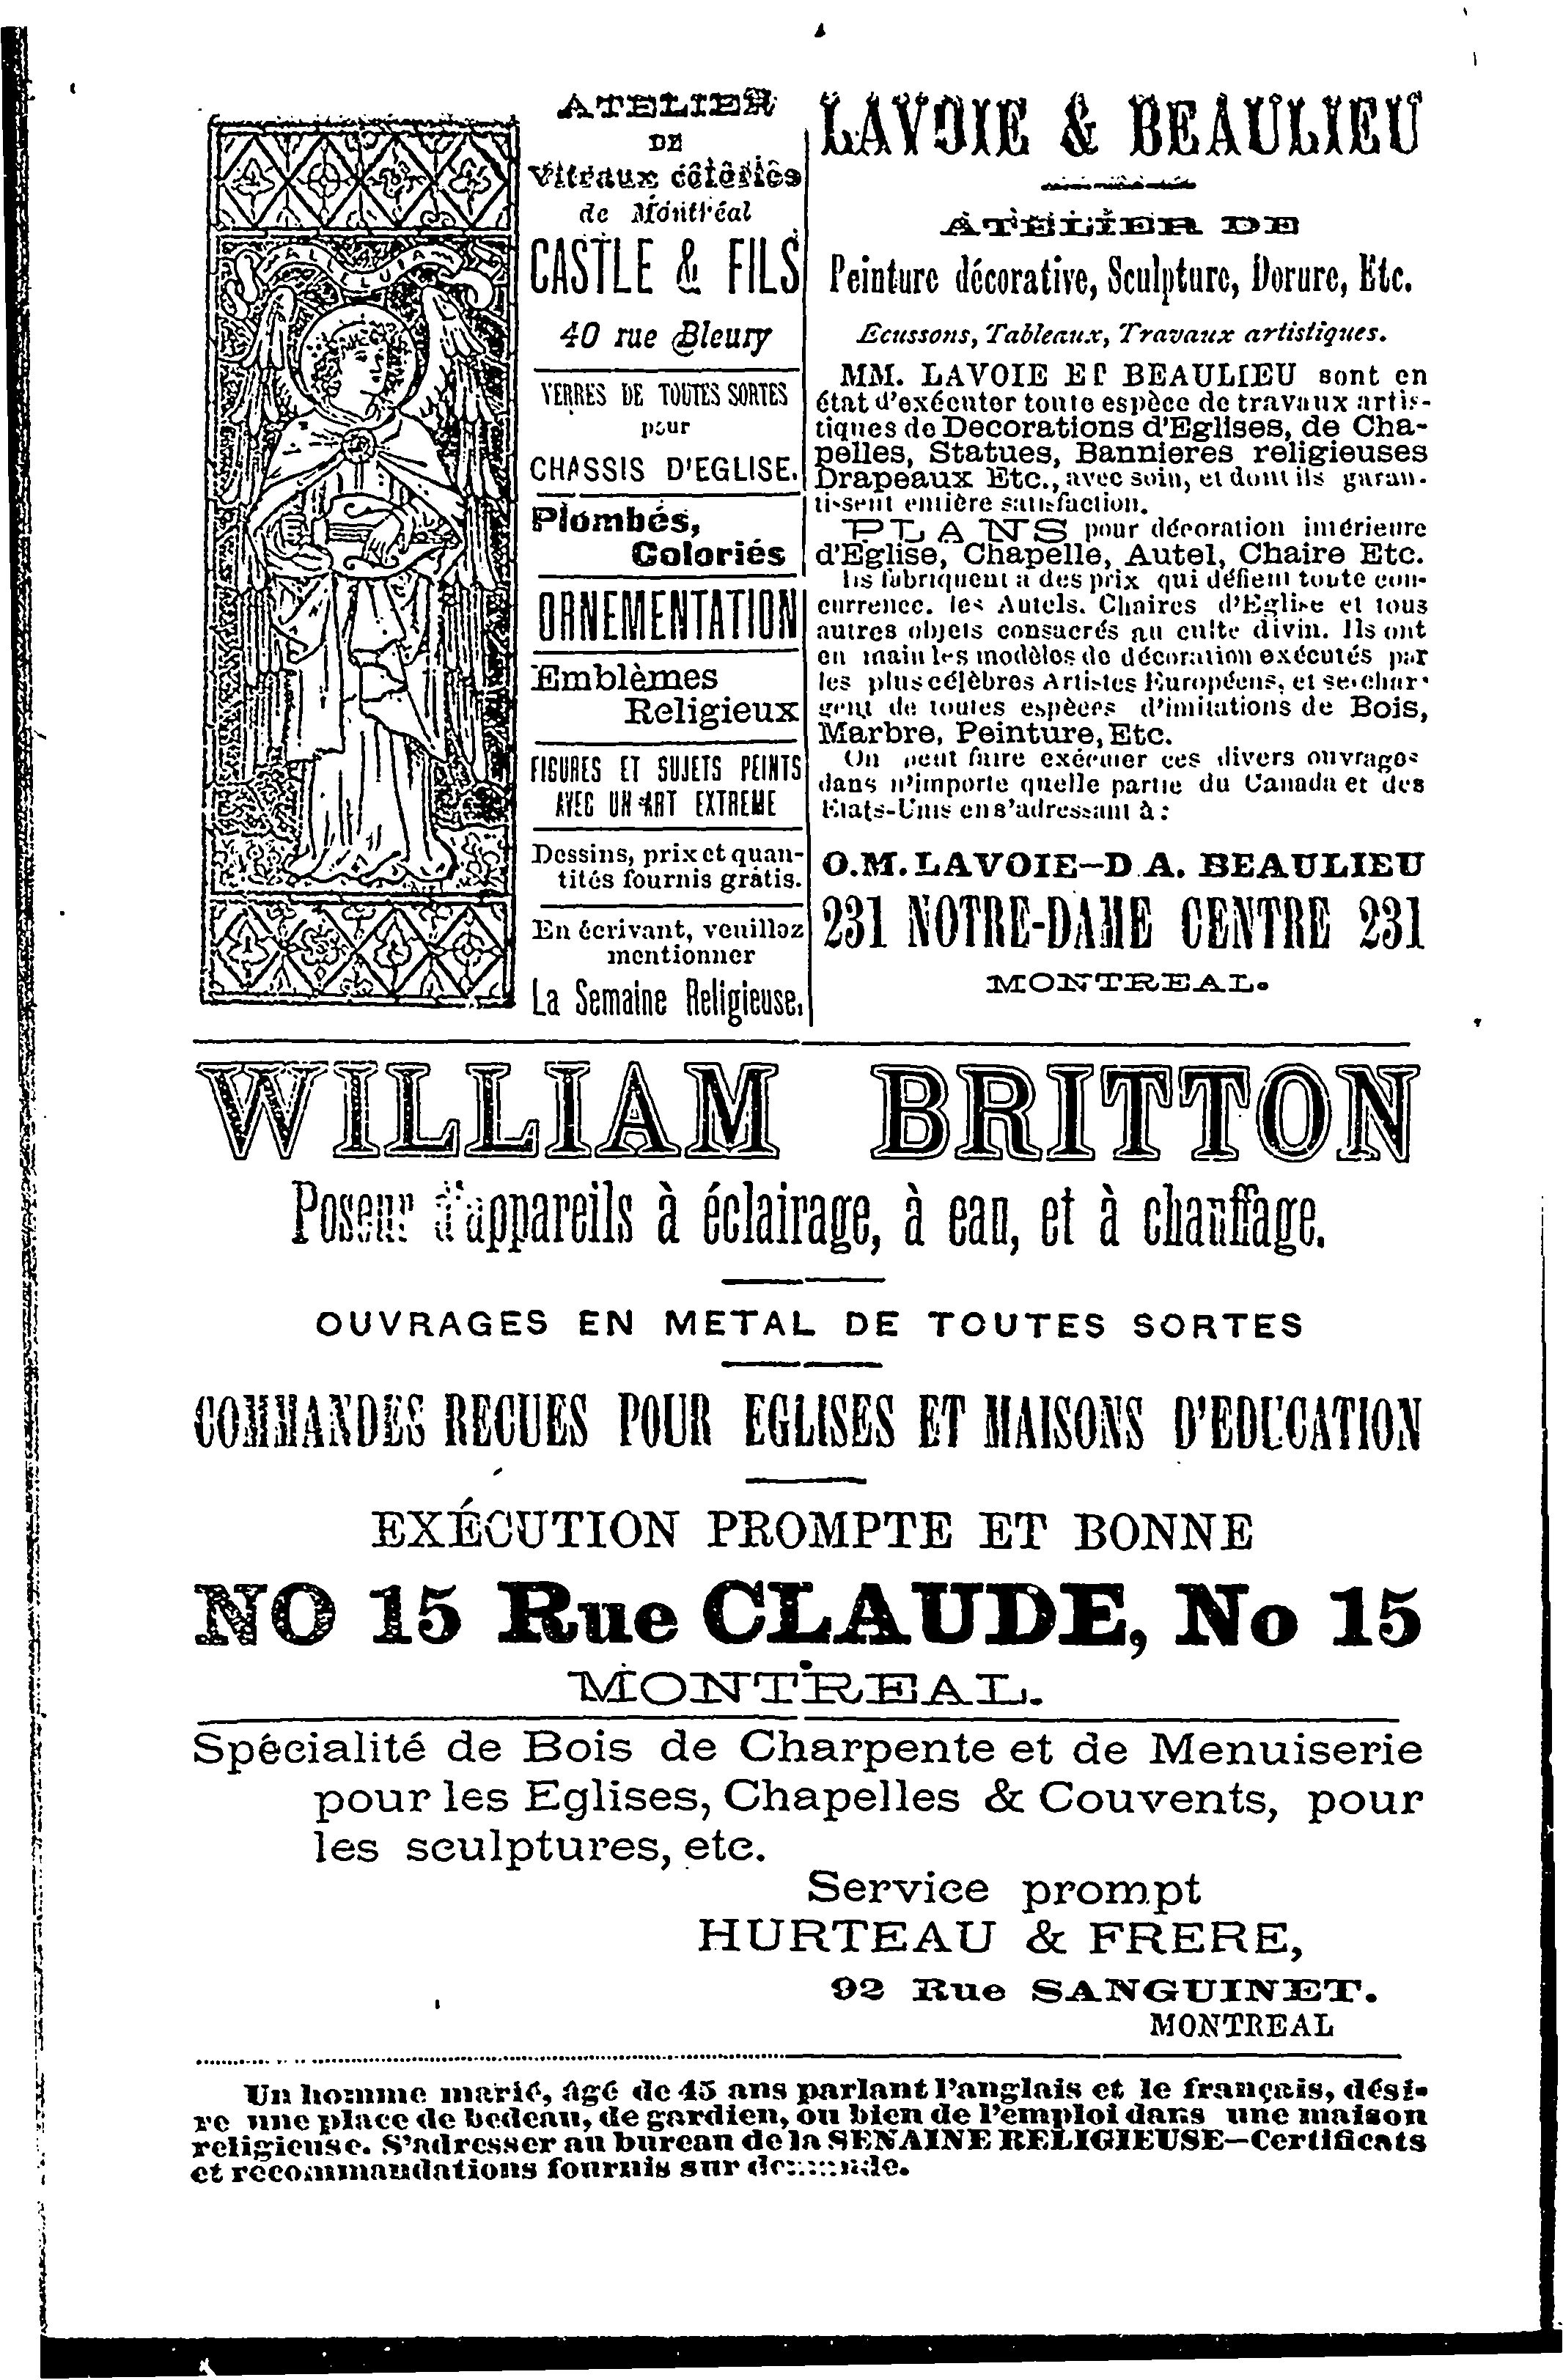 ALLELUIA
ATELIER
DE
Vitraux coloriés
de Montréal
CASTLE & FILS
40 rue Bleury
VERRES DE TOUTES SORTES
pour
CHASSIS D'EGLISE.
Plombés,
Coloriés
ORNEMENTATION
Emblèmes
Religieux
FIGURES ET SUJETS PEINTS
AVEC UN ART EXTREME
Dessins, prix et quan-
tités fournis gratis.
En écrivant, veuillez
mentionner
La Semaine Religieuse.
LAVOIE & BEAULIEU
ATELIER DE
Peinture décorative, Sculpture, Dorure, Etc.
Ecussons, Tableaux, Travaux artistiques.
MM. LAVOIE ET BEAULIEU sont en
état d'exécuter toute espèce de travaux artis-
tiques de Decorations d'Eglises, de Cha-
pelles, Statues, Bannieres religieuses
Drapeaux Etc., avec soin, et dont ils garan-
tissent entière satisfaction.
PLANS pour décoration intérieure
d'Eglise, Chapelle, Autel, Chaire Etc.
Ils fabriquent à des prix qui défient toute con-
currence. les Autels. Chaires d'Eglise et tous
autres objets consacrés au culte divin. Ils ont
en main les modèles de décoration exécutés par
les plus célèbres Artistes Européens, et se char-
gent de toutes espèces d'imitations de Bois,
Marbre, Peinture, Etc.
On peut faire exécuter ces divers ouvrages
dans n'importe quelle partie du Canada et des
Etats-Unis en s'adressant à :
O.M. LAVOIE—D.A. BEAULIEU
231 NOTRE-DAME CENTRE 231
MONTREAL.
WILLIAM BRITTON
Poseur d'appareils à éclairage, à eau, et à chauffage.
OUVRAGES EN METAL DE TOUTES SORTES
COMMANDES RECUES POUR EGLISES ET MAISONS D'EDUCATION
EXÉCUTION PROMPTE ET BONNE
NO 15 Rue CLAUDE, No 15
MONTREAL.
Spécialité de Bois de Charpente et de Menuiserie
pour les Eglises, Chapelles & Couvents, pour
les sculptures, etc.
Service prompt
HURTEAU & FRERE,
92 Rue SANGUINET.
MONTREAL
Un homme marié, âgé de 45 ans parlant l'anglais et le français, dési-
re une place de bedeau, de gardien, ou bien de l'emploi dans une maison
religieuse. S'adresser au bureau de la SENAINE RELIGIEUSE—Certificats
et recommandations fournis sur demande.